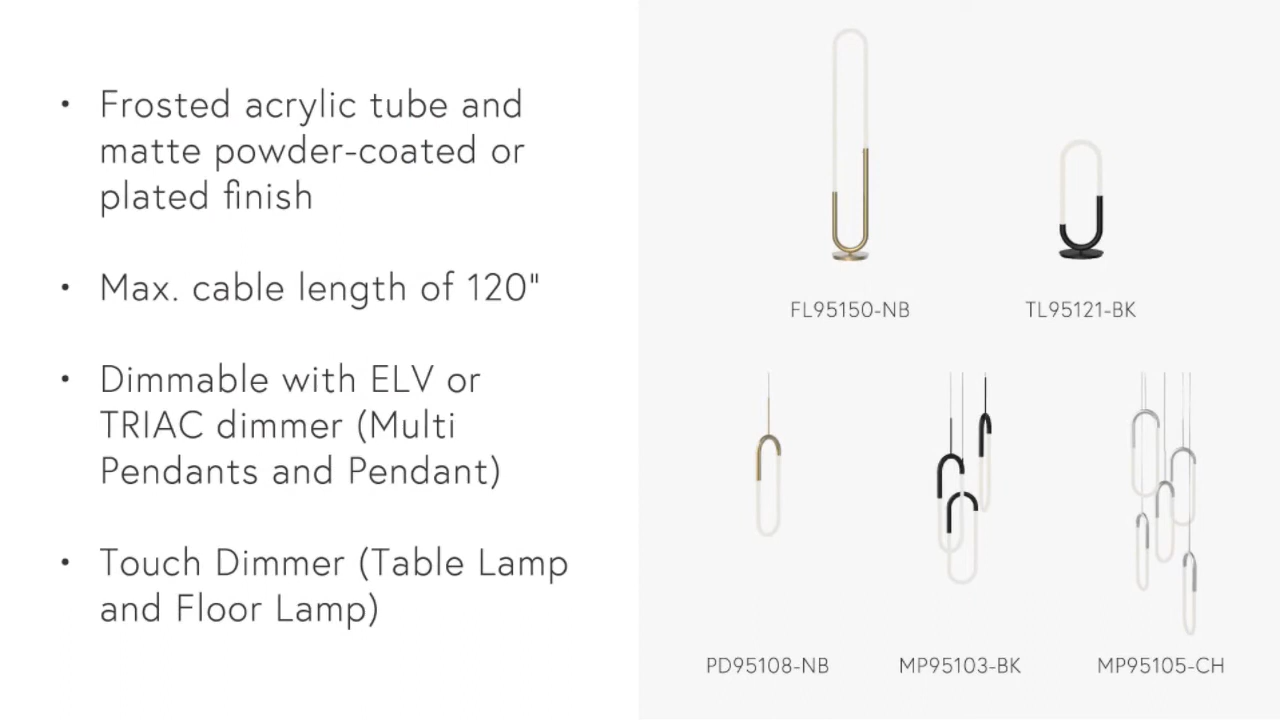 • Frosted acrylic tube and
matte powder-coated or
plated finish
• Max. cable length of 120"
• Dimmable with ELV or
TRIAC dimmer (Multi
Pendants and Pendant)
• Touch Dimmer (Table Lamp
and Floor Lamp)
FL95150-NB
TL95121-BK
PD95108-NB
MP95103-BK
MP95105-CH